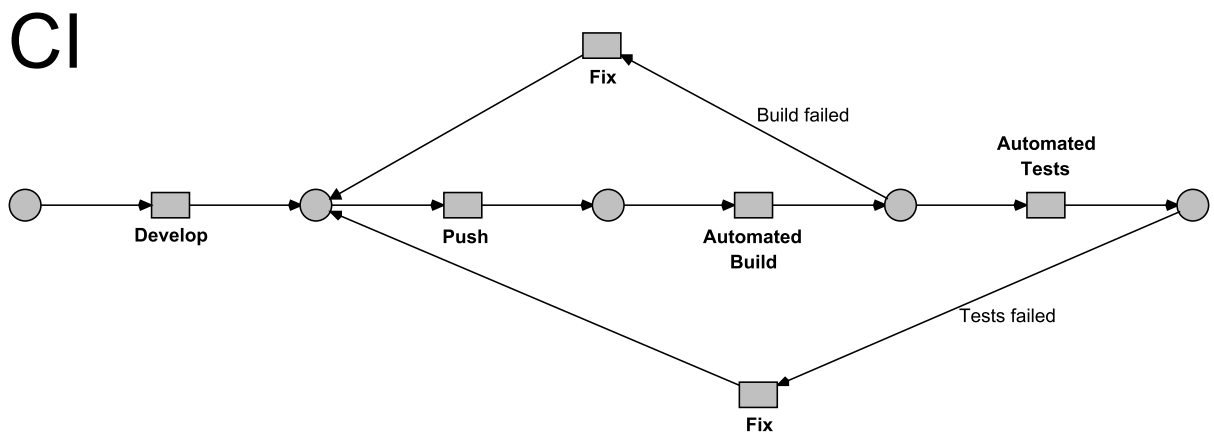 CI
Fix
Build failed
Automated
Tests
Develop
Push
Automated
Build
Tests failed
Fix